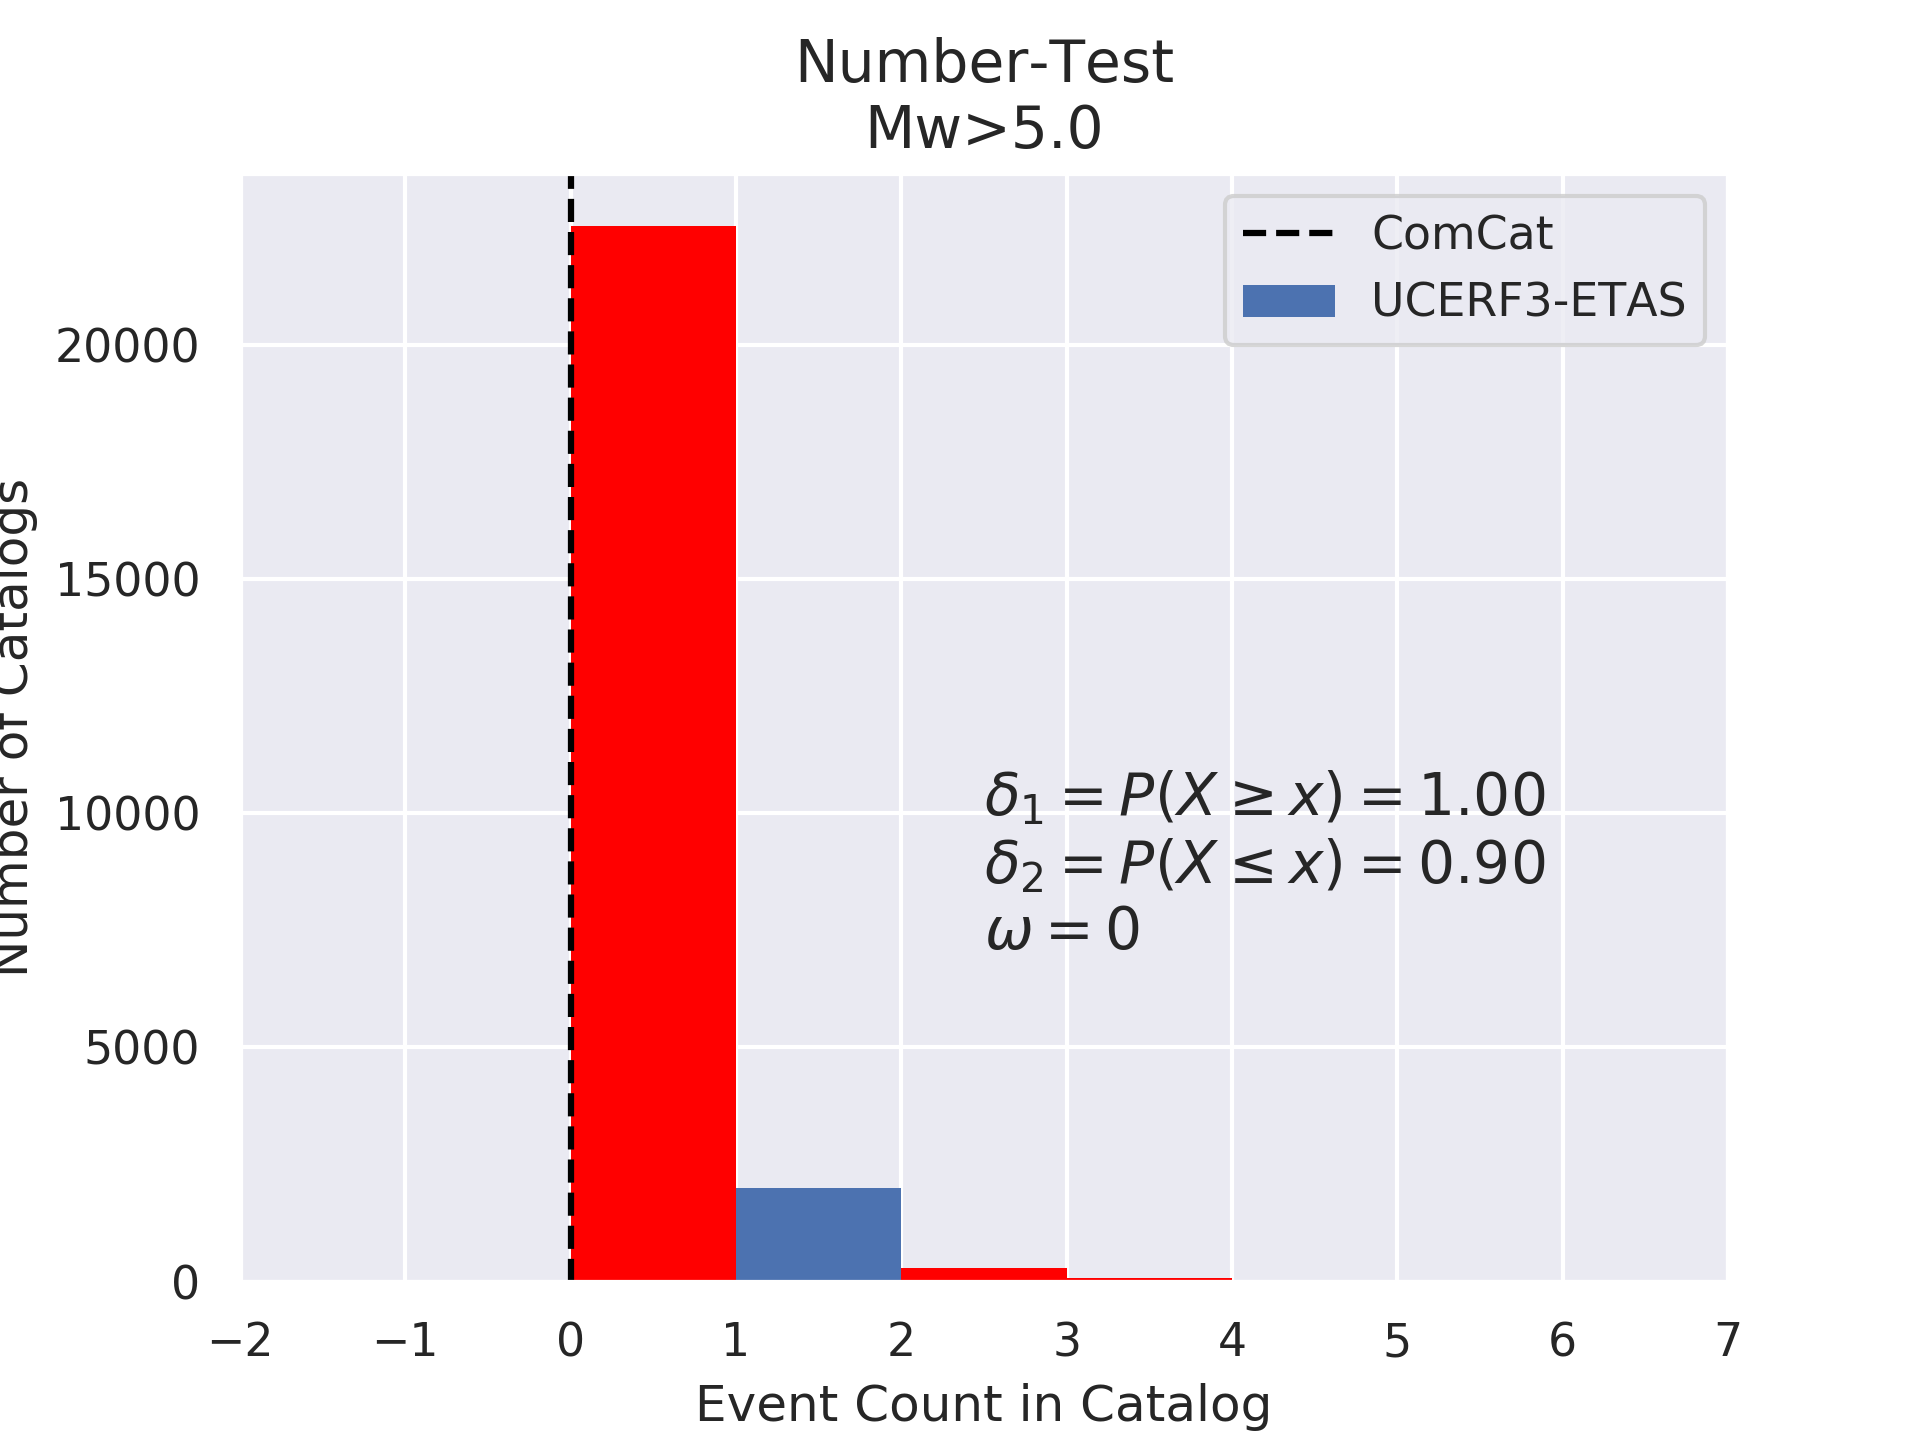 Number-Test
Mw>5.0
ComCat
UCERF3-ETAS
20000
15000
10000
5000
0
Number of Catalogs
δ₁ = P(X ≥ x) = 1.00
δ₂ = P(X ≤ x) = 0.90
ω = 0
−2 −1 0 1 2 3 4 5 6 7
Event Count in Catalog